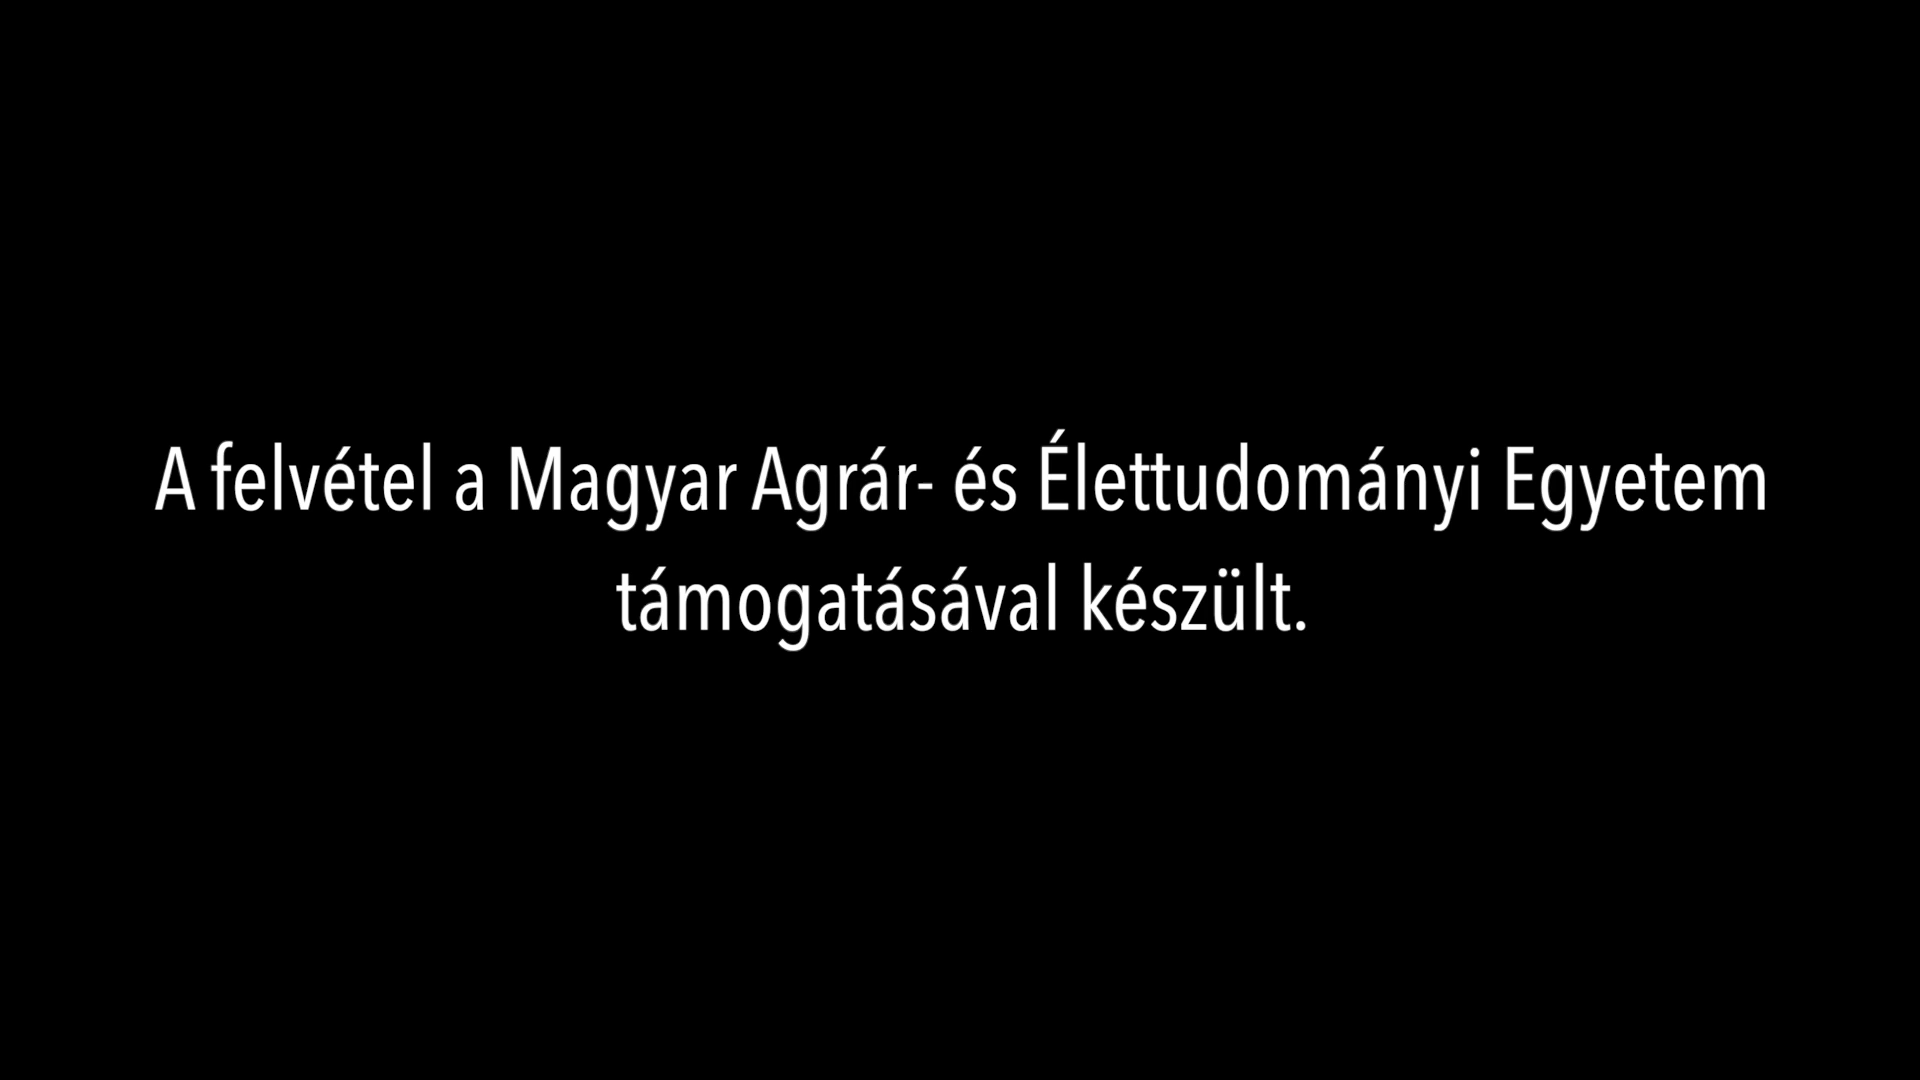 A felvétel a Magyar Agrár- és Élettudományi Egyetem
támogatásával készült.